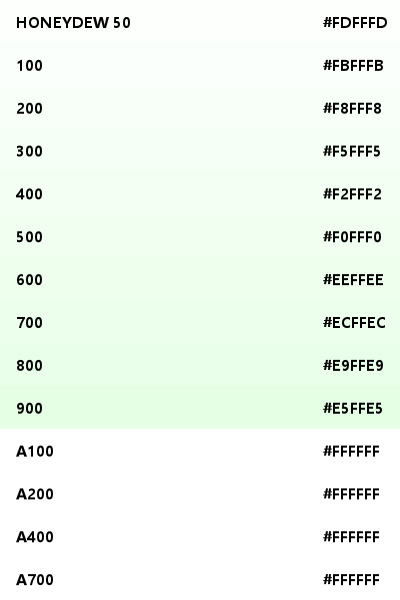 HONEYDEW 50 #FDFFFD
100 #FBFFFB
200 #F8FFF8
300 #F5FFF5
400 #F2FFF2
500 #F0FFF0
600 #EEFFEE
700 #ECFFEC
800 #E9FFE9
900 #E5FFE5
A100 #FFFFFF
A200 #FFFFFF
A400 #FFFFFF
A700 #FFFFFF